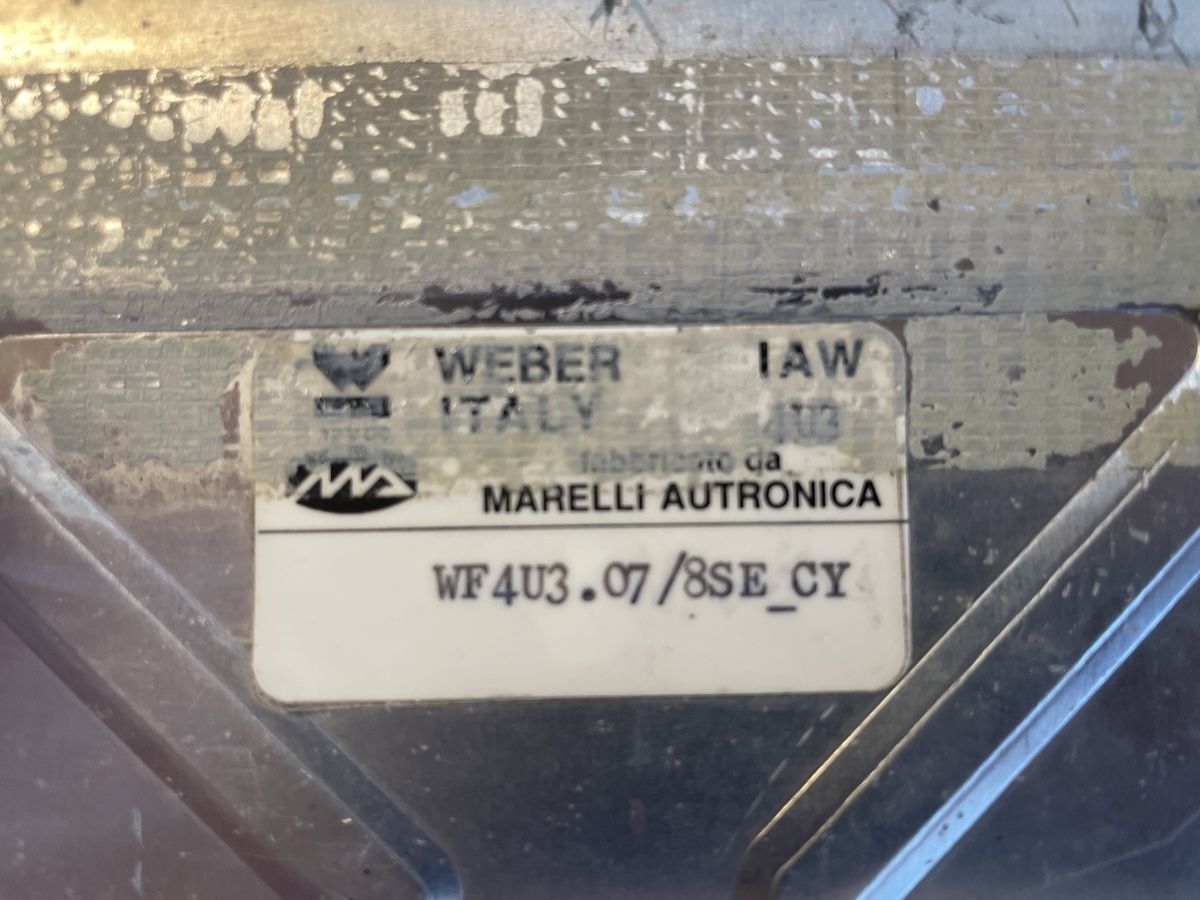 WEBER IAW
ITALY 4U3
fabbricato da
MARELLI AUTRONICA
WF4U3.07/8SE_CY